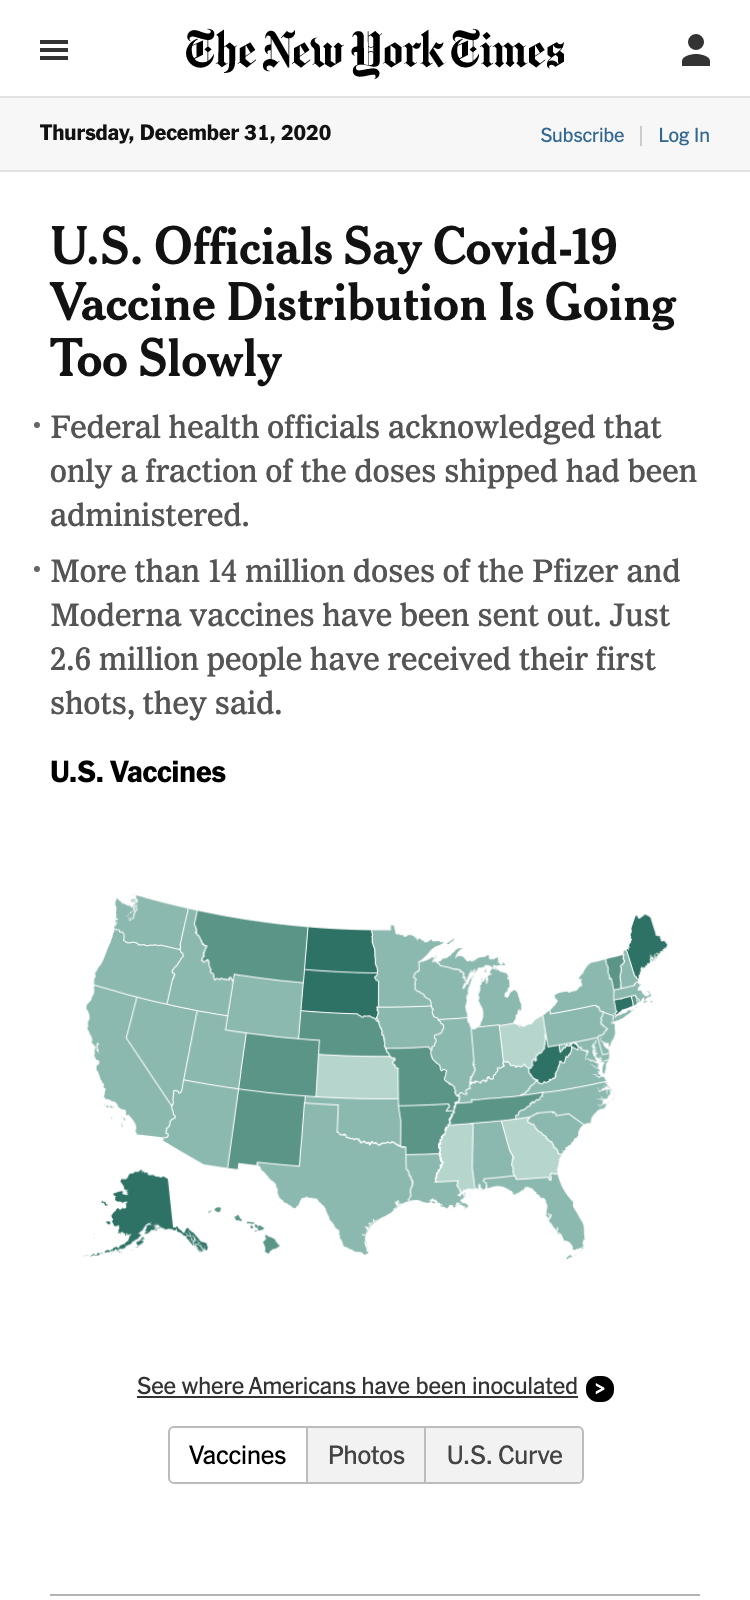 The New York Times
Thursday, December 31, 2020
Subscribe | Log In
U.S. Officials Say Covid-19
Vaccine Distribution Is Going
Too Slowly
• Federal health officials acknowledged that
only a fraction of the doses shipped had been
administered.
• More than 14 million doses of the Pfizer and
Moderna vaccines have been sent out. Just
2.6 million people have received their first
shots, they said.
U.S. Vaccines
See where Americans have been inoculated >
Vaccines Photos U.S. Curve